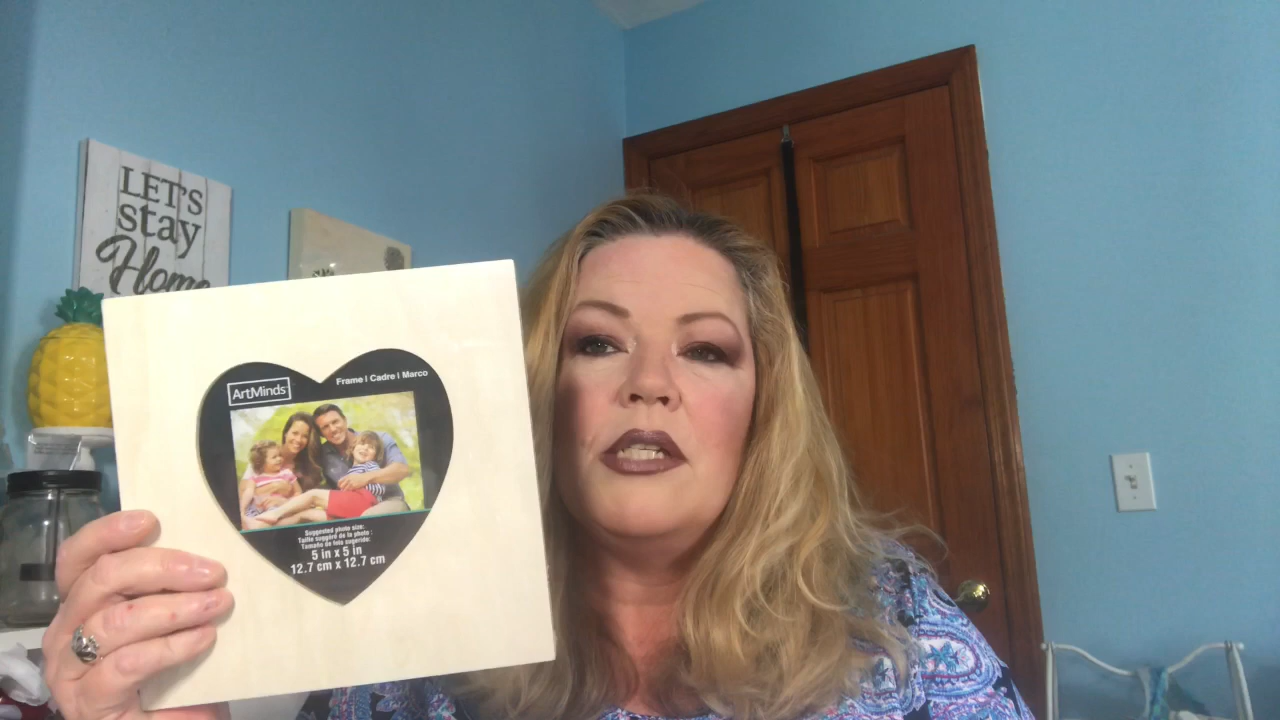 LET'S
stay
Home
ArtMinds
Frame | Cadre | Marco
Suggested photo size:
Taille suggéré de la photo :
Tamaño de foto sugerido:
5 in x 5 in
12.7 cm x 12.7 cm